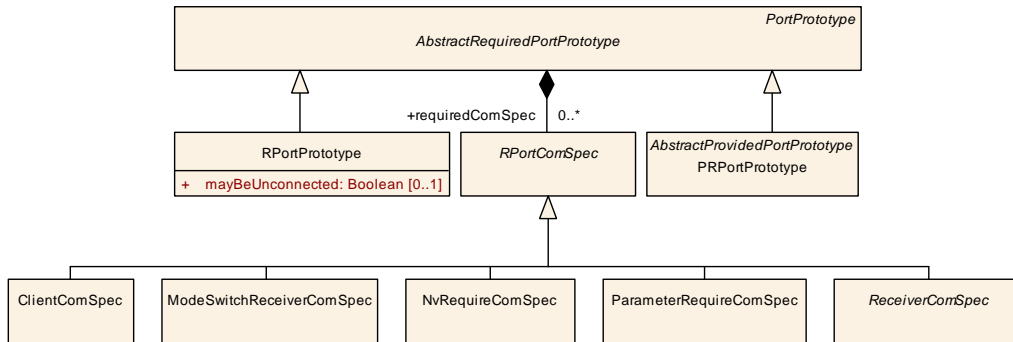 PortPrototype
AbstractRequiredPortPrototype
+requiredComSpec 0..*
RPortPrototype
+ mayBeUnconnected: Boolean [0..1]
RPortComSpec
AbstractProvidedPortPrototype
PRPortPrototype
ClientComSpec
ModeSwitchReceiverComSpec
NvRequireComSpec
ParameterRequireComSpec
ReceiverComSpec